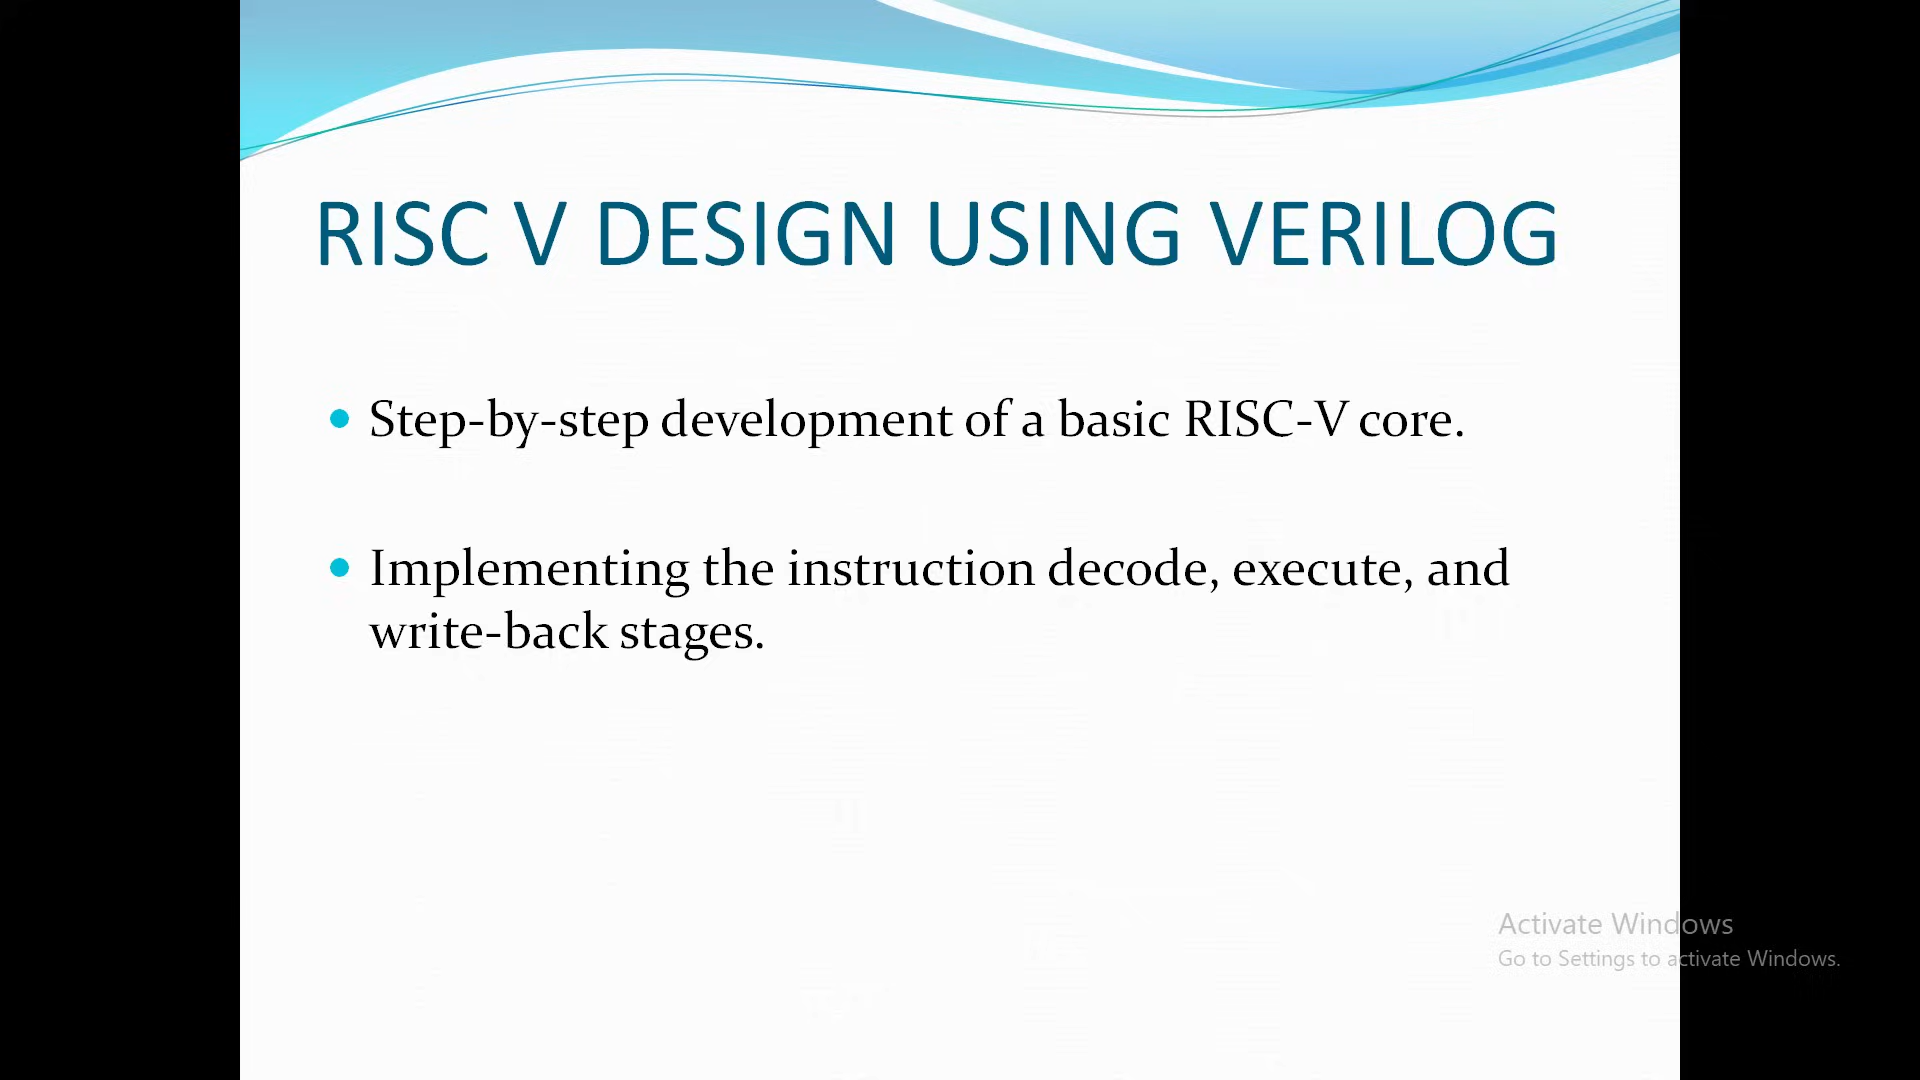 RISC V DESIGN USING VERILOG
• Step-by-step development of a basic RISC-V core.
• Implementing the instruction decode, execute, and
write-back stages.
Activate Windows
Go to Settings to activate Windows.